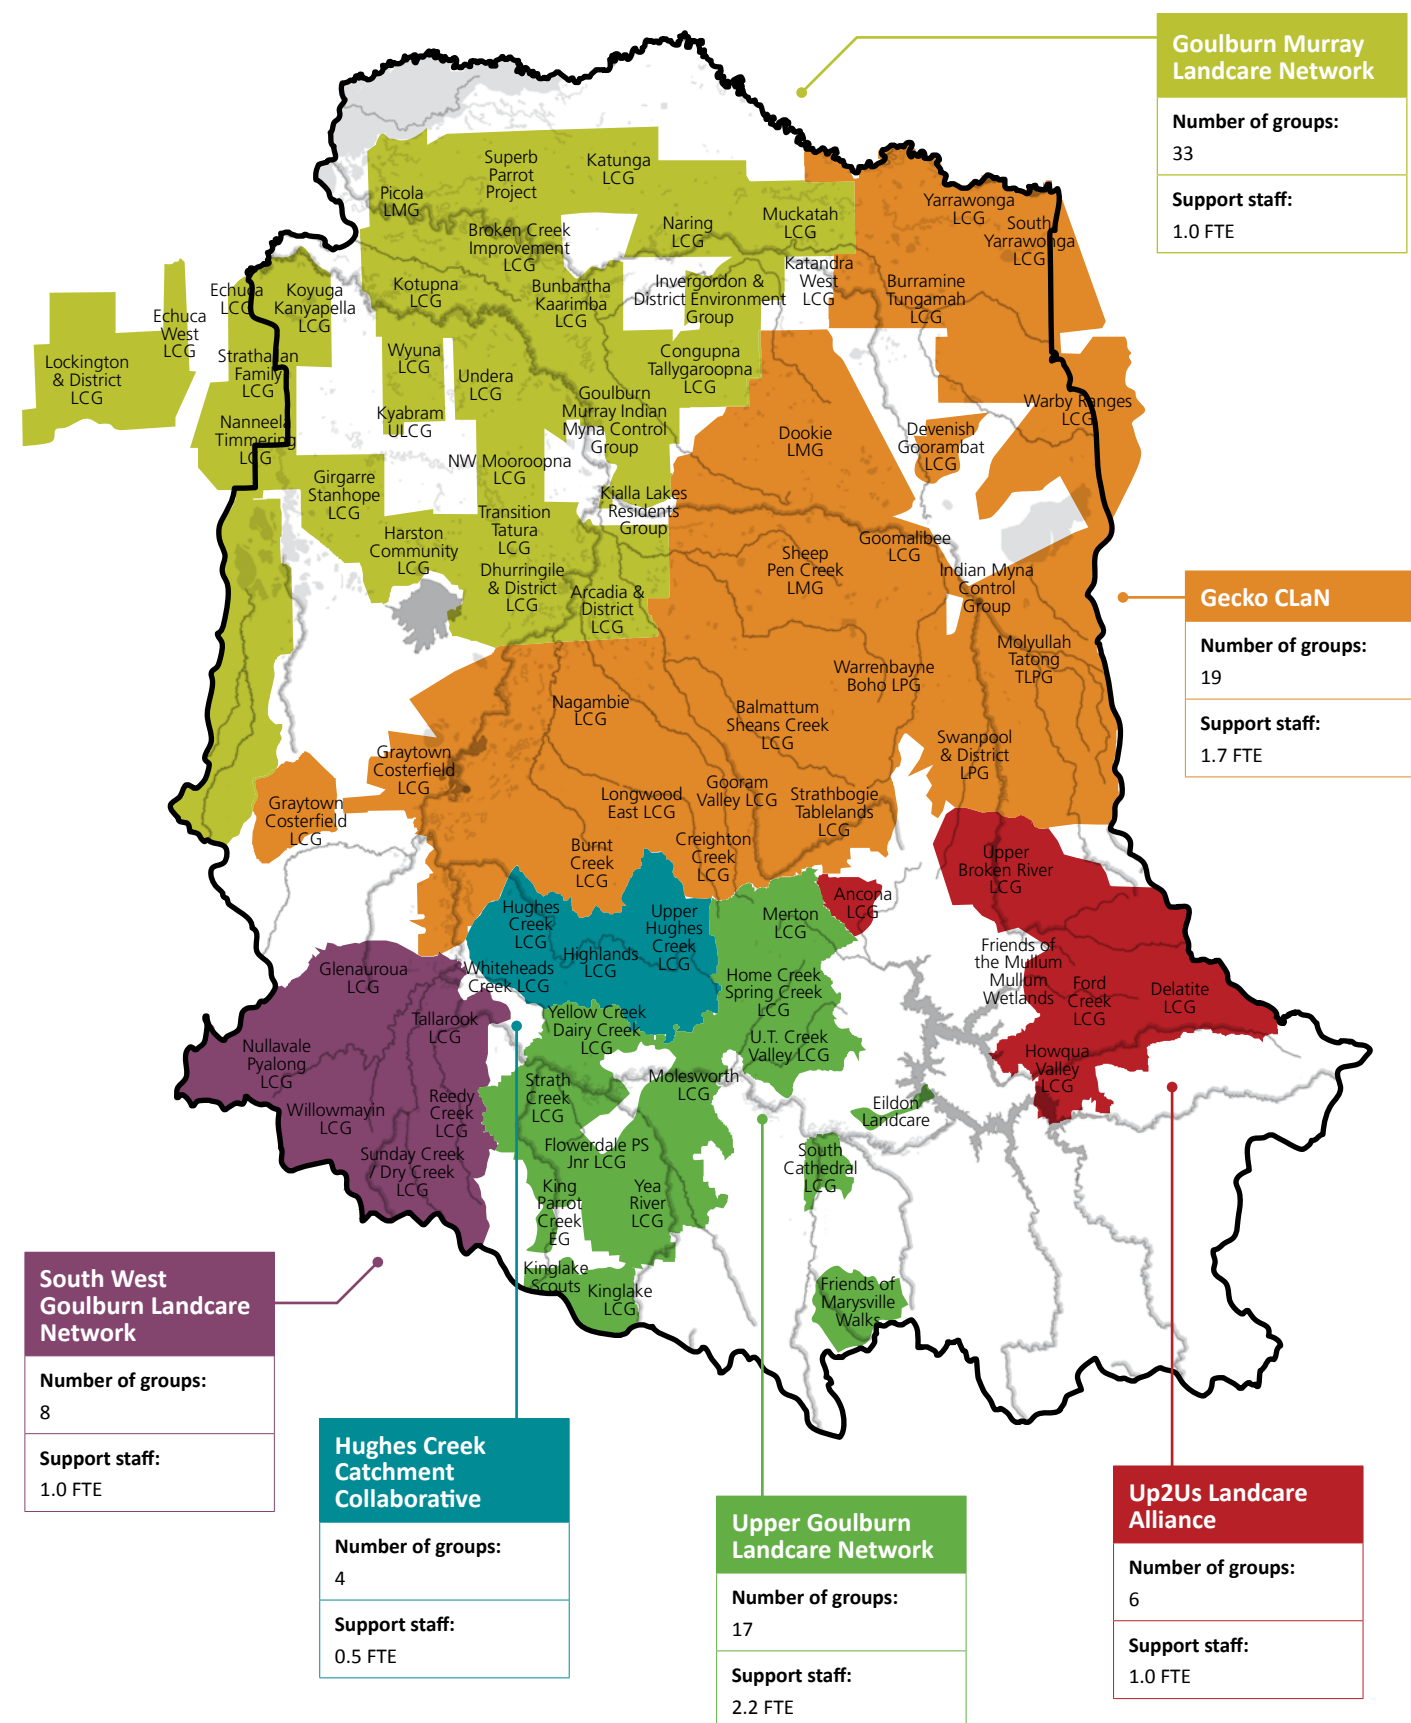 Goulburn Murray
Landcare Network
Number of groups:
33
Support staff:
1.0 FTE
Superb
Parrot
Project
Katunga
LCG
Picola
LMG
Broken Creek
Improvement
LCG
Naring
LCG
Muckatah
LCG
Yarrawonga
LCG
South
Yarrawonga
LCG
Katandra
West
LCG
Burramine
Tungamah
LCG
Echuca
LCG
Koyuga
Kanyapella
LCG
Kotupna
LCG
Bunbartha
Kaarimba
LCG
Invergordon &
District Environment
Group
Echuca
West
LCG
Lockington
& District
LCG
Strathallan
Family
LCG
Wyuna
LCG
Undera
LCG
Congupna
Tallygaroopna
LCG
Goulburn
Murray Indian
Myna Control
Group
Kyabram
ULCG
Nanneela
Timmering
LCG
Dookie
LMG
Devenish
Goorambat
LCG
Warby Ranges
LCG
NW Mooroopna
LCG
Girgarre
Stanhope
LCG
Kialla Lakes
Residents
Group
Transition
Tatura
LCG
Harston
Community
LCG
Dhurringile
& District
LCG
Arcadia &
District
LCG
Sheep
Pen Creek
LMG
Goomalibee
LCG
Indian Myna
Control
Group
Gecko CLaN
Number of groups:
19
Support staff:
1.7 FTE
Molyullah
Tatong
TLPG
Warrenbayne
Boho LPG
Nagambie
LCG
Balmattum
Sheans Creek
LCG
Swanpool
& District
LPG
Graytown
Costerfield
LCG
Graytown
Costerfield
LCG
Longwood
East LCG
Gooram
Valley LCG
Strathbogie
Tablelands
LCG
Burnt
Creek
LCG
Creighton
Creek
LCG
Upper
Broken River
LCG
Ancona
LCG
Hughes
Creek
LCG
Upper
Hughes
Creek
LCG
Merton
LCG
Highlands
LCG
Glenauroua
LCG
Whiteheads
Creek LCG
Home Creek
Spring Creek
LCG
Friends of
the Mullum
Mullum
Wetlands
Ford
Creek
LCG
Delatite
LCG
Tallarook
LCG
Yellow Creek
Dairy Creek
LCG
U.T. Creek
Valley LCG
Nullavale
Pyalong
LCG
Howqua
Valley
LCG
Molesworth
LCG
Strath
Creek
LCG
Reedy
Creek
LCG
Willowmayin
LCG
Eildon
Landcare
Flowerdale PS
Jnr LCG
South
Cathedral
LCG
Sunday Creek
/ Dry Creek
LCG
King
Parrot
Creek
EG
Yea
River
LCG
Kinglake
Scouts
Kinglake
LCG
Friends of
Marysville
Walks
South West
Goulburn Landcare
Network
Number of groups:
8
Support staff:
1.0 FTE
Hughes Creek
Catchment
Collaborative
Number of groups:
4
Support staff:
0.5 FTE
Upper Goulburn
Landcare Network
Number of groups:
17
Support staff:
2.2 FTE
Up2Us Landcare
Alliance
Number of groups:
6
Support staff:
1.0 FTE